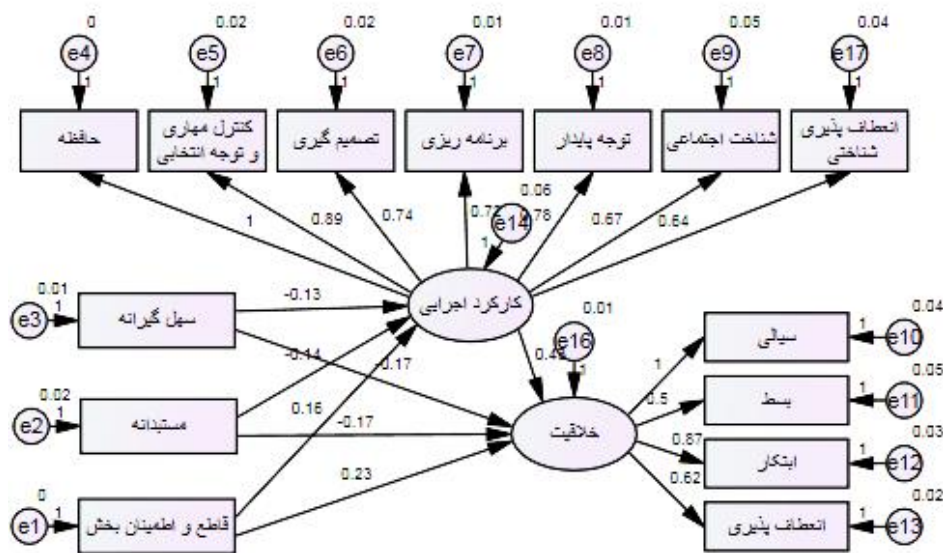 0 0.02 0.02 0.01 0.01 0.05 0.04
e4 e5 e6 e7 e8 e9 e17
1 1 1 1 1 1 1
حافظه
کنترل مهاری
و توجه انتخابی
تصمیم گیری
برنامه ریزی
توجه پایدار
شناخت اجتماعی
انعطاف پذیری
شناختی
0.06
1 0.89 0.74 0.78 0.67 0.64
e14
1
کارکرد اجرایی
0.01
1
e3
سهل گیرانه
-0.13
-0.14
-0.17
0.01
e16
1
0.02
1
e2
مستبدانه
0.16
-0.17
خلاقیت
0
1
e1
قاطع و اطمینان بخش
0.23
1
سیالی
1
e10
0.04
بسط
1
e11
0.05
0.87
ابتکار
1
e12
0.03
0.62
انعطاف پذیری
1
e13
0.02